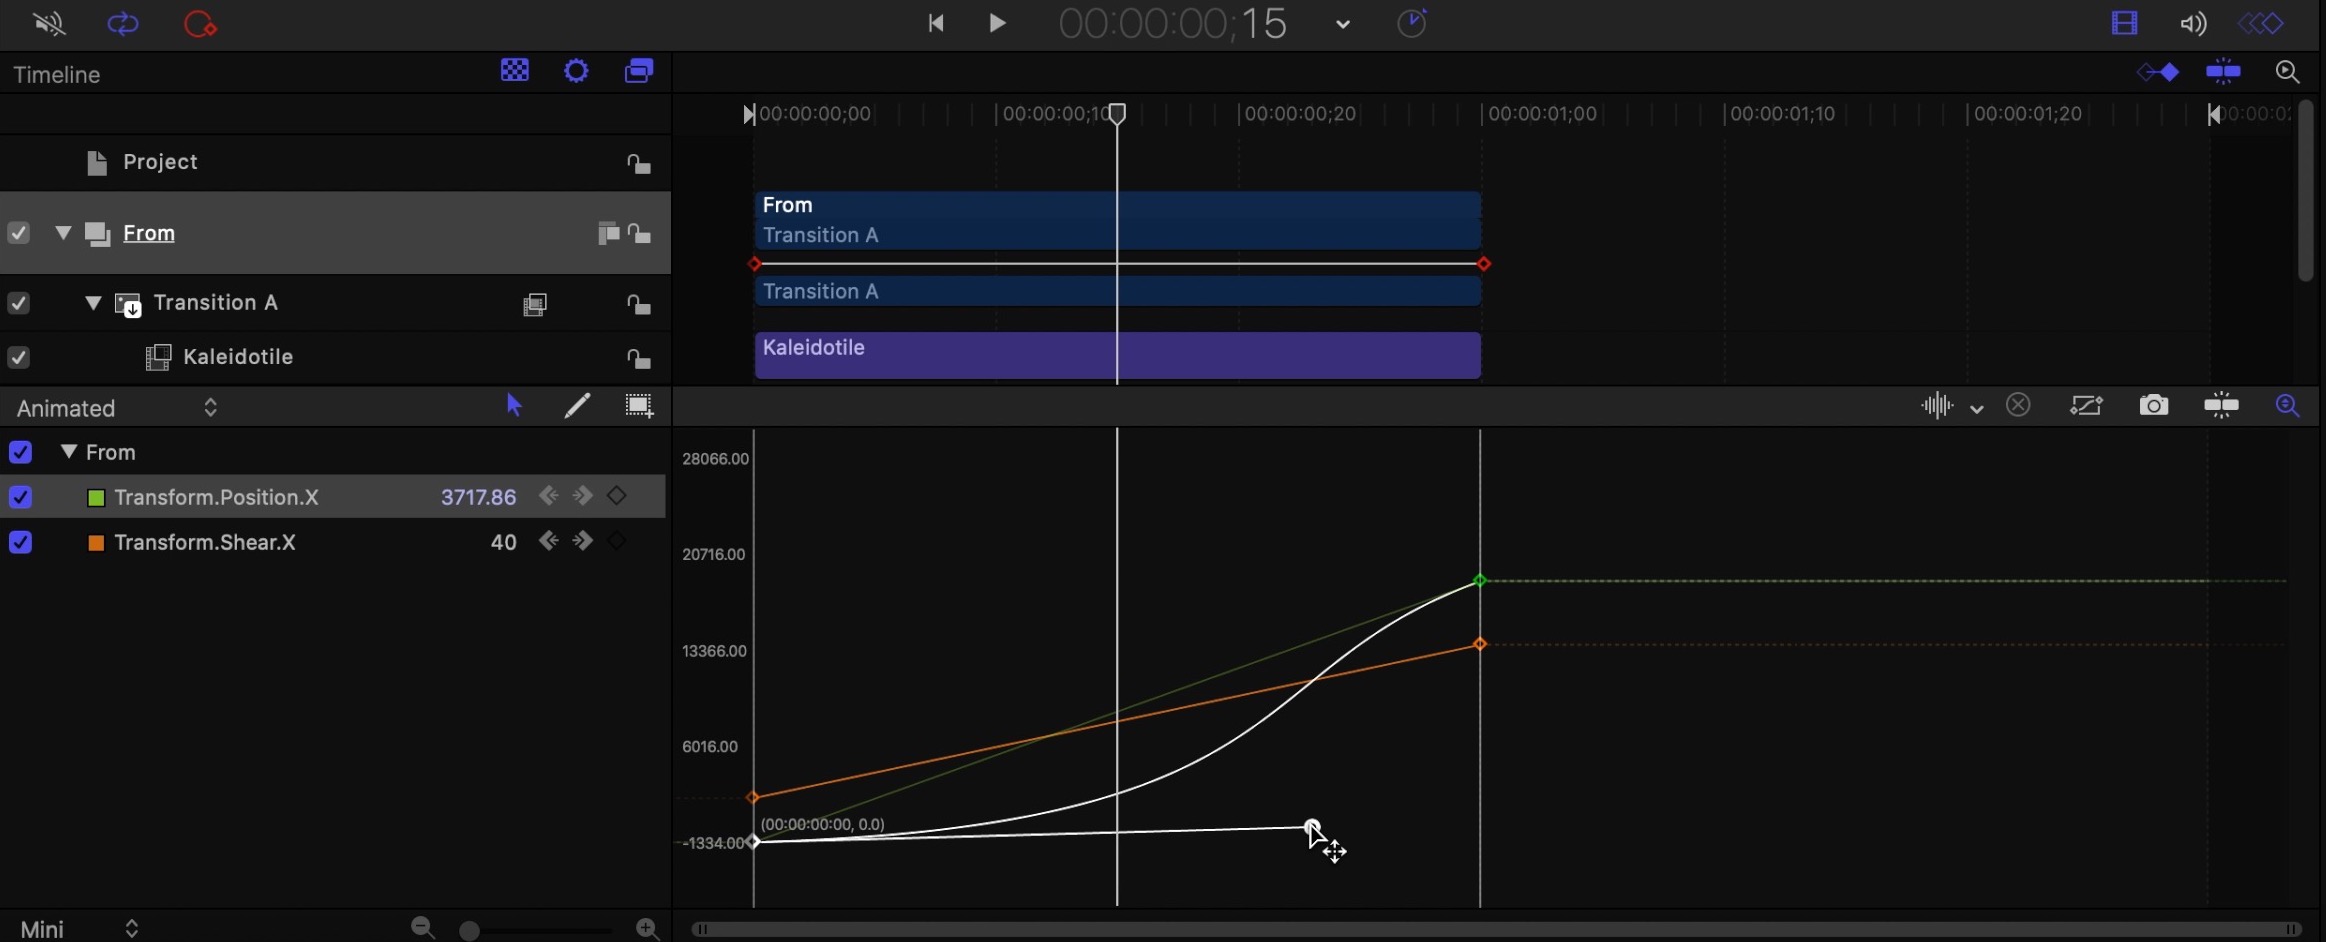 00:00:00;15
Timeline
00:00:00;00 00:00:00;10 00:00:00;20 00:00:01;00 00:00:01;10 00:00:01;20
Project
From
From
Transition A
Transition A
Transition A
Kaleidotile
Kaleidotile
Animated
From
28066.00
Transform.Position.X 3717.86
Transform.Shear.X 40
20716.00
13366.00
6016.00
(00:00:00:00, 0.0)
-1334.00
Mini